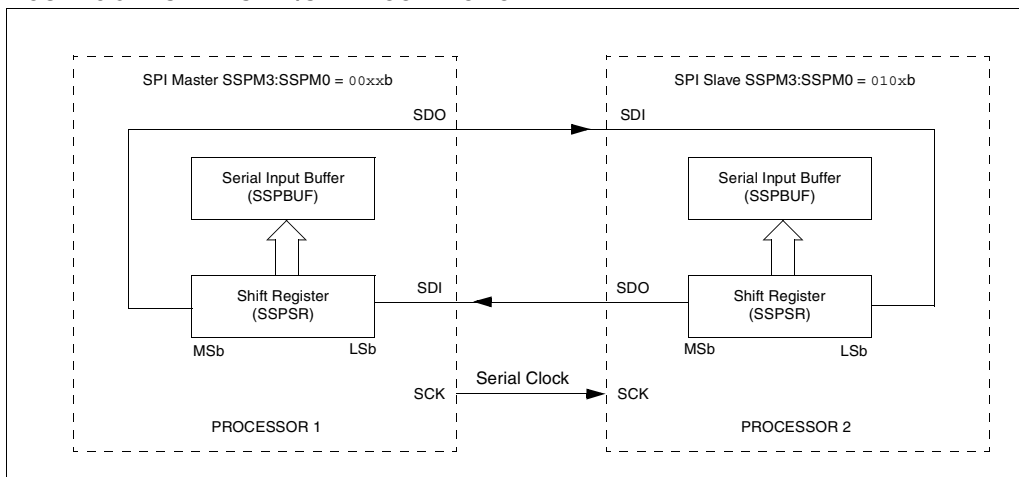 SPI Master SSPM3:SSPM0 = 00xxb
SDO
Serial Input Buffer
(SSPBUF)
Shift Register
(SSPSR)
MSb
LSb
SDI
SCK
PROCESSOR 1
Serial Clock
SPI Slave SSPM3:SSPM0 = 010xb
SDI
Serial Input Buffer
(SSPBUF)
SDO
Shift Register
(SSPSR)
MSb
LSb
SCK
PROCESSOR 2